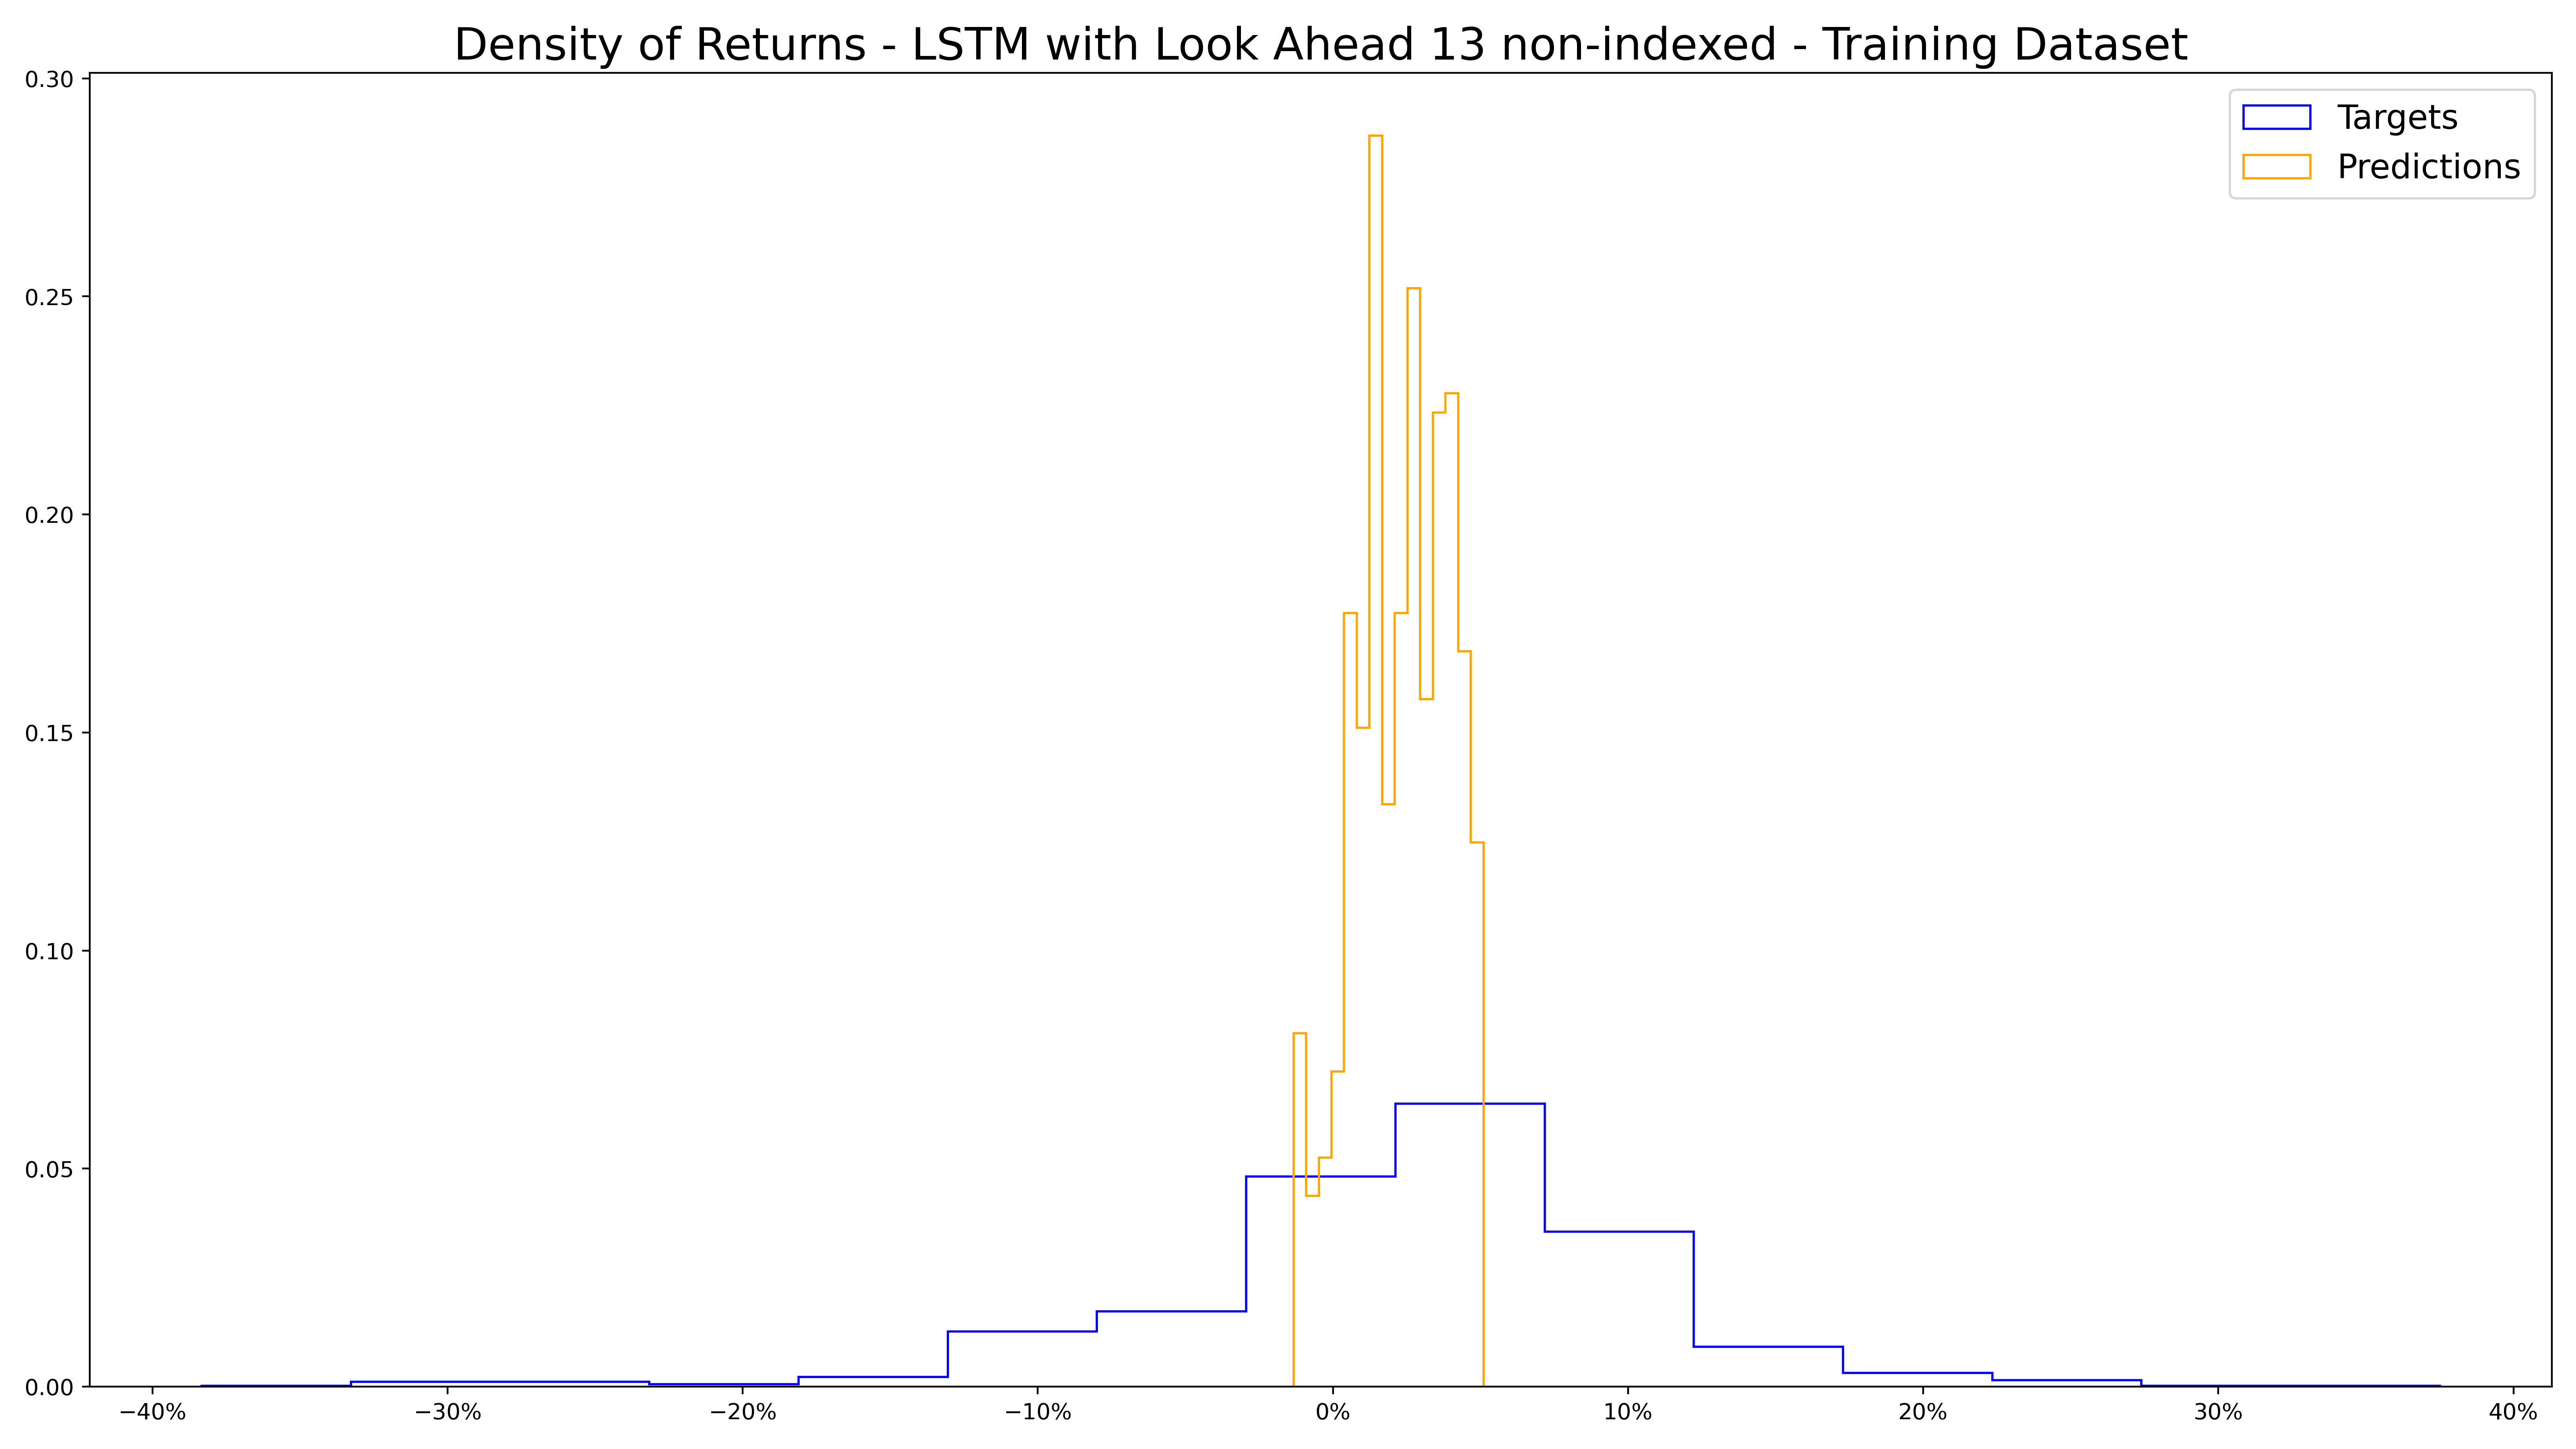 Density of Returns - LSTM with Look Ahead 13 non-indexed - Training Dataset
Targets
Predictions
0.30
0.25
0.20
0.15
0.10
0.05
0.00
−40% −30% −20% −10% 0% 10% 20% 30% 40%